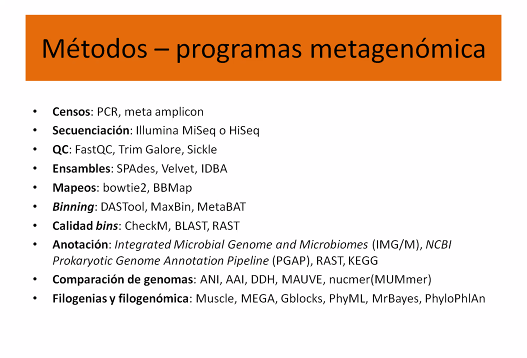 Métodos – programas metagenómica
• Censos: PCR, meta amplicon
• Secuenciación: Illumina MiSeq o HiSeq
• QC: FastQC, Trim Galore, Sickle
• Ensambles: SPAdes, Velvet, IDBA
• Mapeos: bowtie2, BBMap
• Binning: DASTool, MaxBin, MetaBAT
• Calidad bins: CheckM, BLAST, RAST
• Anotación: Integrated Microbial Genome and Microbiomes (IMG/M), NCBI
Prokaryotic Genome Annotation Pipeline (PGAP), RAST, KEGG
• Comparación de genomas: ANI, AAI, DDH, MAUVE, nucmer(MUMmer)
• Filogenias y filogenómica: Muscle, MEGA, Gblocks, PhyML, MrBayes, PhyloPhlAn